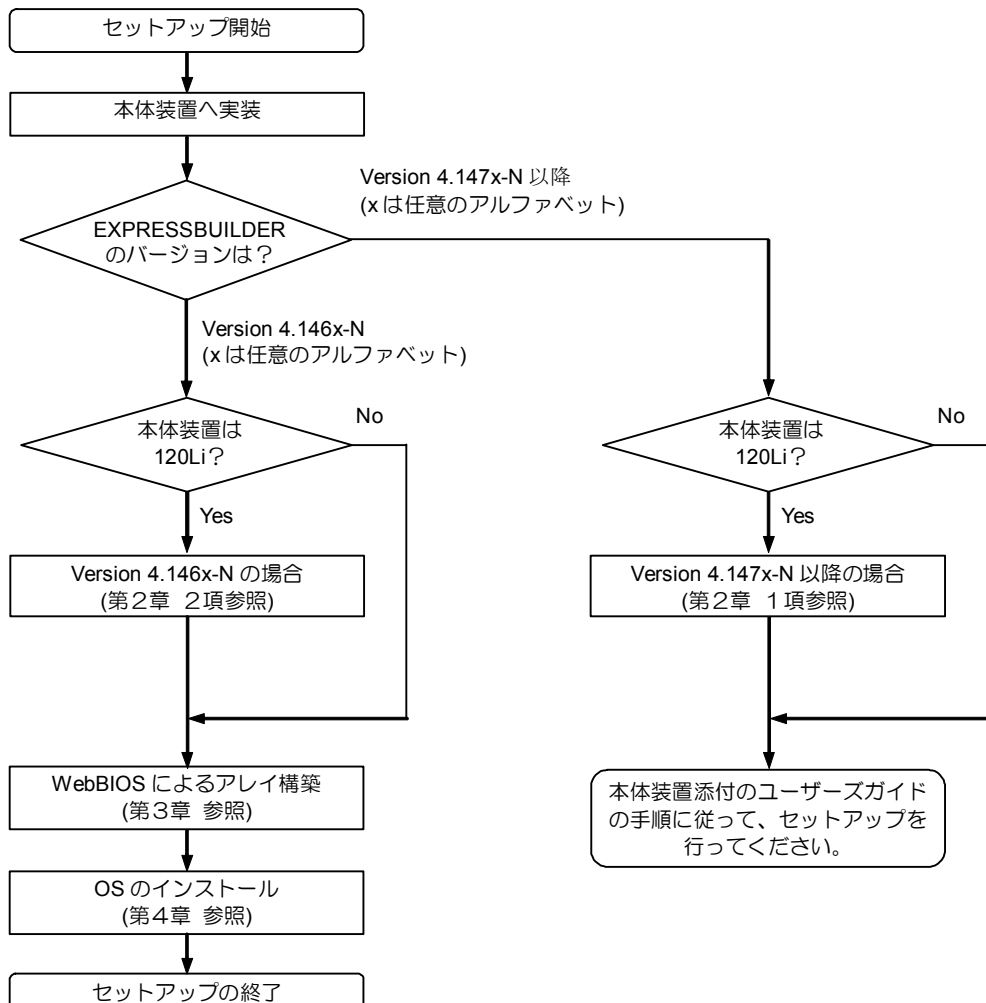 セットアップ開始
本体装置へ実装
Version 4.147x-N 以降
(x は任意のアルファベット)
EXPRESSBUILDER
のバージョンは？
Version 4.146x-N
(x は任意のアルファベット)
本体装置は
120Li？
No
Yes
本体装置は
120Li？
No
Yes
Version 4.146x-N の場合
(第２章 ２項参照)
Version 4.147x-N 以降の場合
(第２章 １項参照)
WebBIOS によるアレイ構築
(第３章 参照)
本体装置添付のユーザーズガイド
の手順に従って、セットアップを
行ってください。
OS のインストール
(第４章 参照)
セットアップの終了